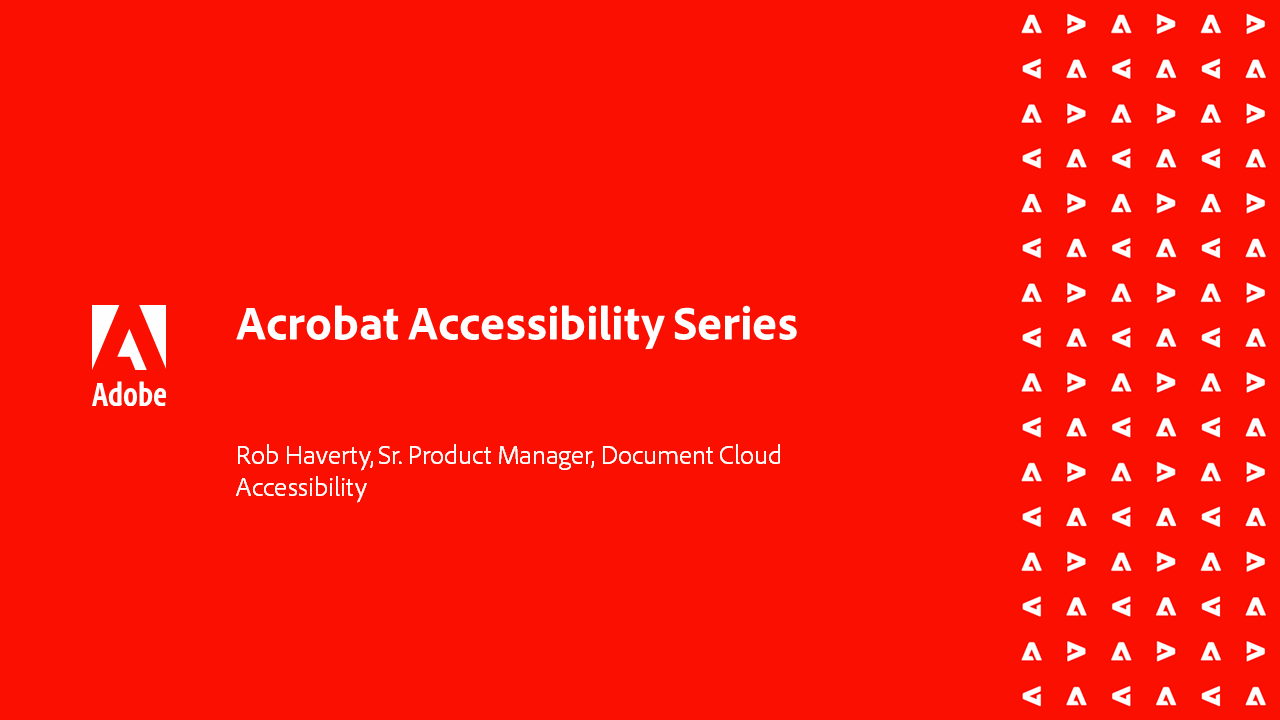 Acrobat Accessibility Series
Adobe
Rob Haverty, Sr. Product Manager, Document Cloud
Accessibility